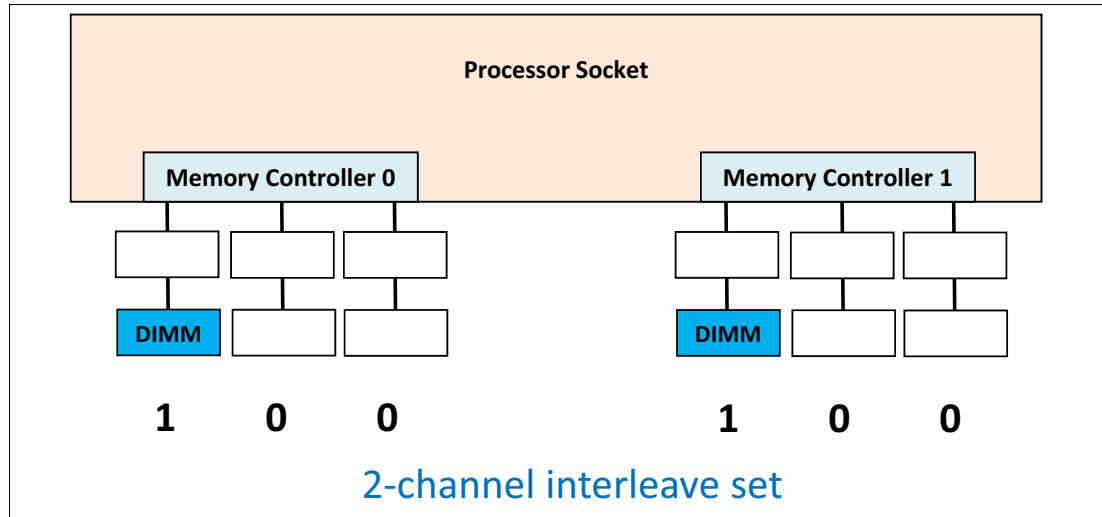 Processor Socket
Memory Controller 0 Memory Controller 1
DIMM DIMM
1 0 0 1 0 0
2-channel interleave set